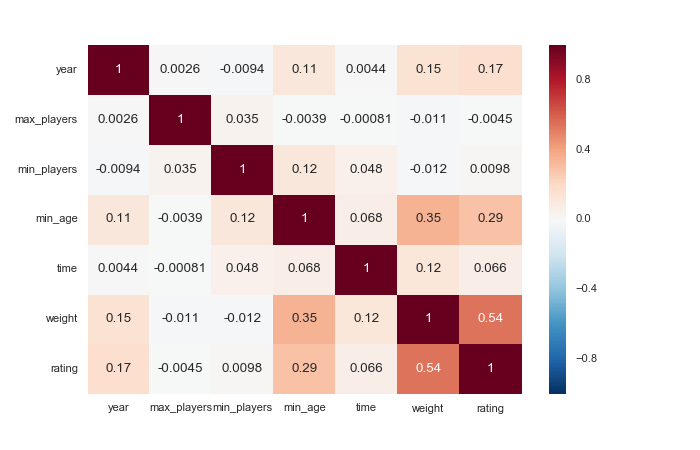 year 1 0.0026 -0.0094 0.11 0.0044 0.15 0.17
max_players 0.0026 1 0.035 -0.0039 -0.00081 -0.011 -0.0045
min_players -0.0094 0.035 1 0.12 0.048 -0.012 0.0098
min_age 0.11 -0.0039 0.12 1 0.068 0.35 0.29
time 0.0044 -0.00081 0.048 0.068 1 0.12 0.066
weight 0.15 -0.011 -0.012 0.35 0.12 1 0.54
rating 0.17 -0.0045 0.0098 0.29 0.066 0.54 1
year max_players min_players min_age time weight rating
0.8
0.4
0.0
−0.4
−0.8